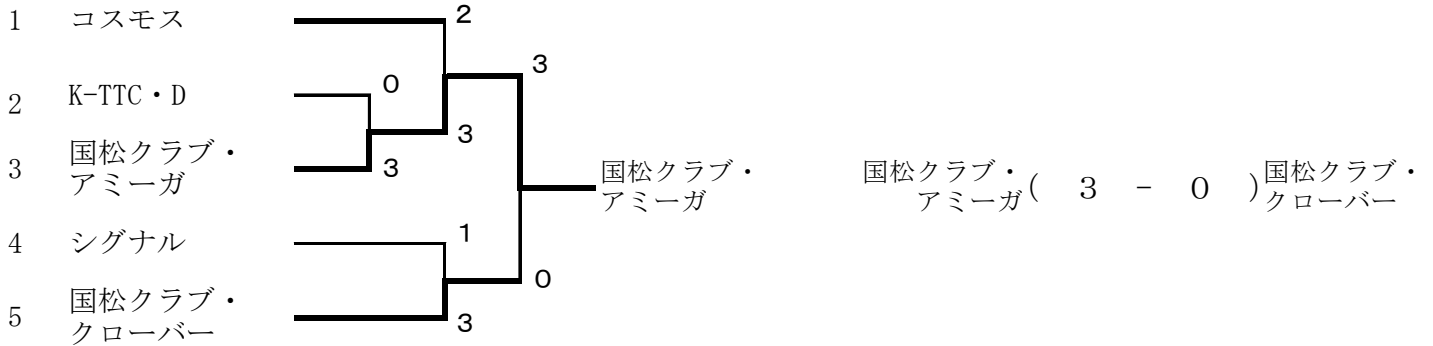 1 コスモス 2
3
2 K-TTC・D 0
3
3 国松クラブ・
アミーガ 3
国松クラブ・
アミーガ
国松クラブ・
アミーガ ( 3 - 0 ) 国松クラブ・
クローバー
4 シグナル 1
0
5 国松クラブ・
クローバー 3